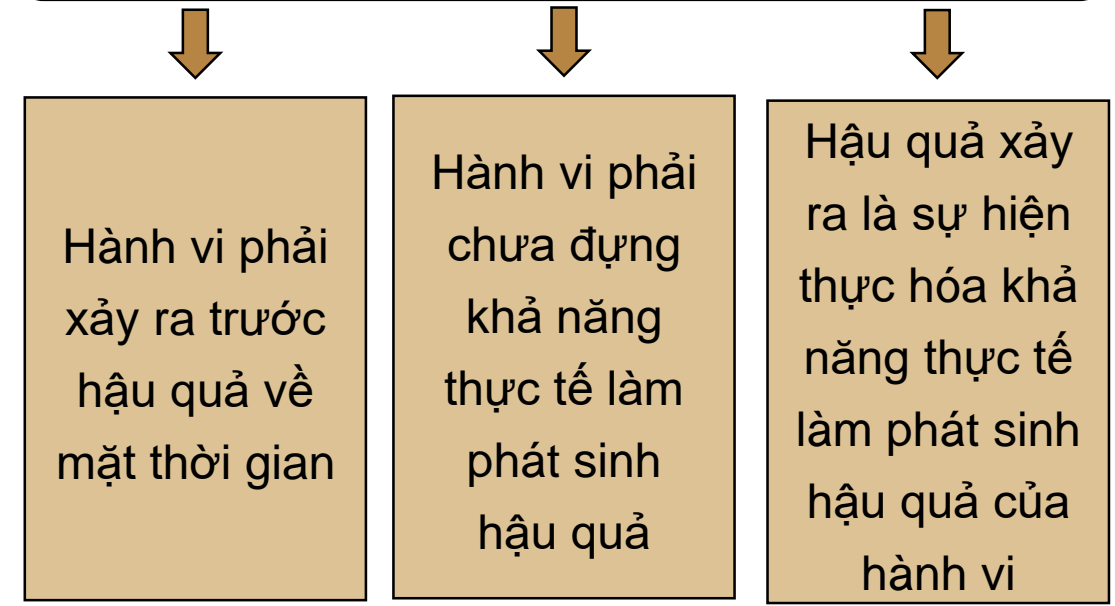 Hành vi phải
xảy ra trước
hậu quả về
mặt thời gian
Hành vi phải
chưa đựng
khả năng
thực tế làm
phát sinh
hậu quả
Hậu quả xảy
ra là sự hiện
thực hóa khả
năng thực tế
làm phát sinh
hậu quả của
hành vi